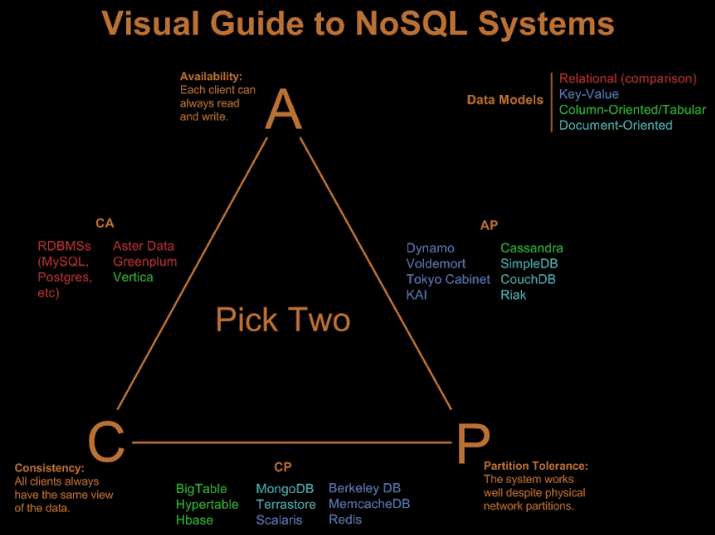 Visual Guide to NoSQL Systems
Availability:
Each client can
always read
and write.
A
Data Models
Relational (comparison)
Key-Value
Column-Oriented/Tabular
Document-Oriented
CA
RDBMSs
(MySQL,
Postgres,
etc)
Aster Data
Greenplum
Vertica
AP
Dynamo
Voldemort
Tokyo Cabinet
KAI
Cassandra
SimpleDB
CouchDB
Riak
Pick Two
C
Consistency:
All clients always
have the same view
of the data.
CP
BigTable
Hypertable
Hbase
MongoDB
Terrastore
Scalaris
Berkeley DB
MemcacheDB
Redis
P
Partition Tolerance:
The system works
well despite physical
network partitions.